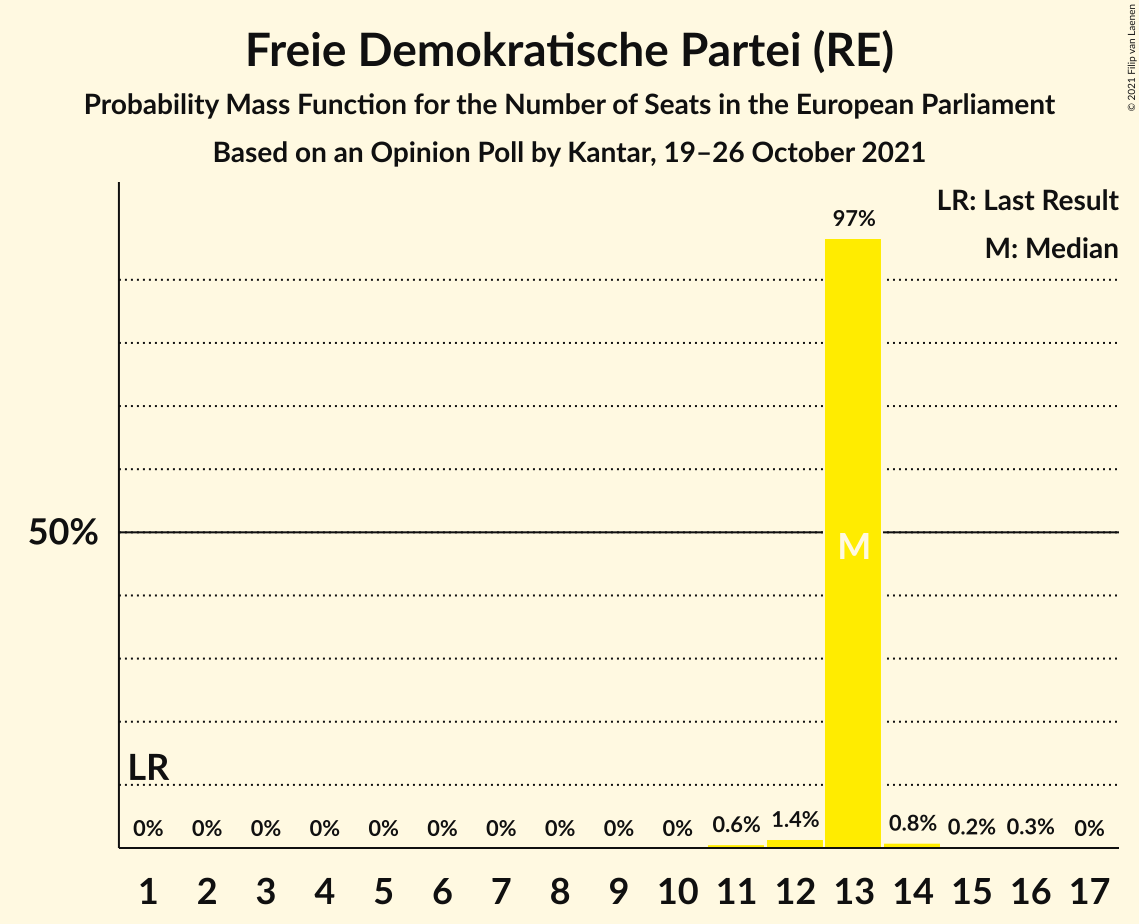 Freie Demokratische Partei (RE)
Probability Mass Function for the Number of Seats in the European Parliament
Based on an Opinion Poll by Kantar, 19–26 October 2021
© 2021 Filip van Laenen
LR: Last Result
M: Median
97%
50%
M
LR
0% 0% 0% 0% 0% 0% 0% 0% 0% 0% 0.6% 1.4% 0.8% 0.2% 0.3% 0%
1 2 3 4 5 6 7 8 9 10 11 12 13 14 15 16 17